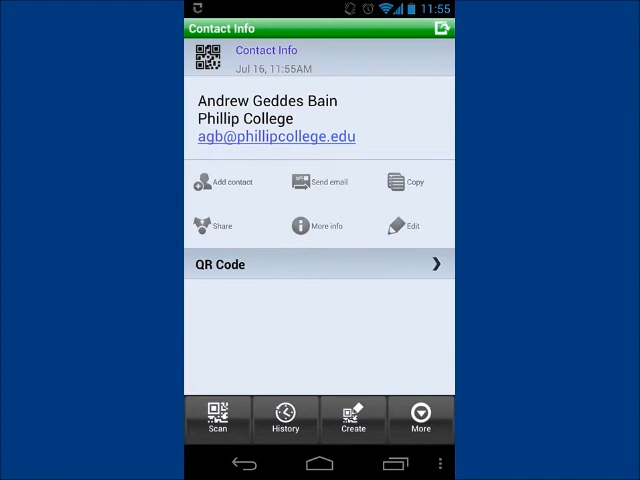 11:55
Contact Info
Contact Info
Jul 16, 11:55AM
Andrew Geddes Bain
Phillip College
agb@phillipcollege.edu
Add contact Send email Copy
Share More info Edit
QR Code
Scan History Create More